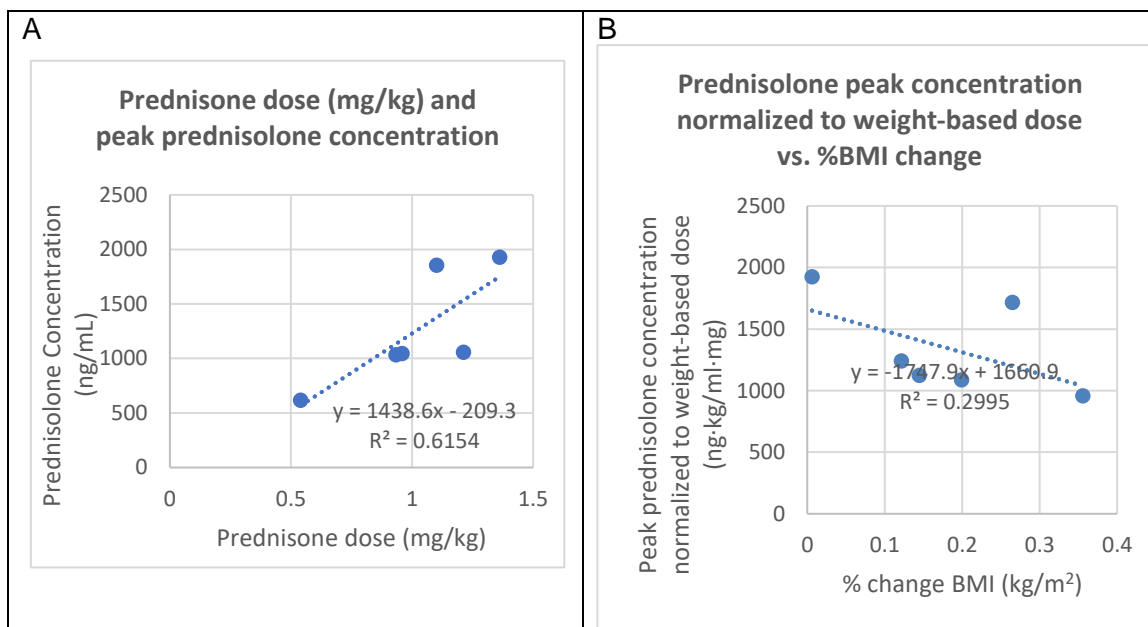 A
Prednisone dose (mg/kg) and
peak prednisolone concentration
Prednisolone Concentration
(ng/mL)
2500
2000
1500
1000
500
0
y = 1438.6x - 209.3
R² = 0.6154
0 0.5 1 1.5
Prednisone dose (mg/kg)
B
Prednisolone peak concentration
normalized to weight-based dose
vs. %BMI change
Peak prednisolone concentration
normalized to weight-based dose
(ng·kg/ml·mg)
2500
2000
1500
1000
500
0
y = -1747.9x + 1660.9
R² = 0.2995
0 0.1 0.2 0.3 0.4
% change BMI (kg/m²)